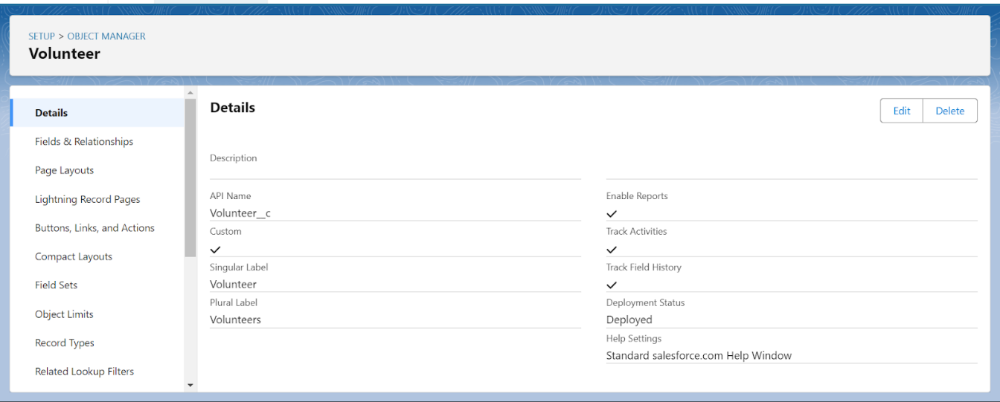 SETUP > OBJECT MANAGER
Volunteer
Details
Fields & Relationships
Page Layouts
Lightning Record Pages
Buttons, Links, and Actions
Compact Layouts
Field Sets
Object Limits
Record Types
Related Lookup Filters
Details
Edit
Delete
Description
API Name
Volunteer__c
Custom
Singular Label
Volunteer
Plural Label
Volunteers
Enable Reports
Track Activities
Track Field History
Deployment Status
Deployed
Help Settings
Standard salesforce.com Help Window